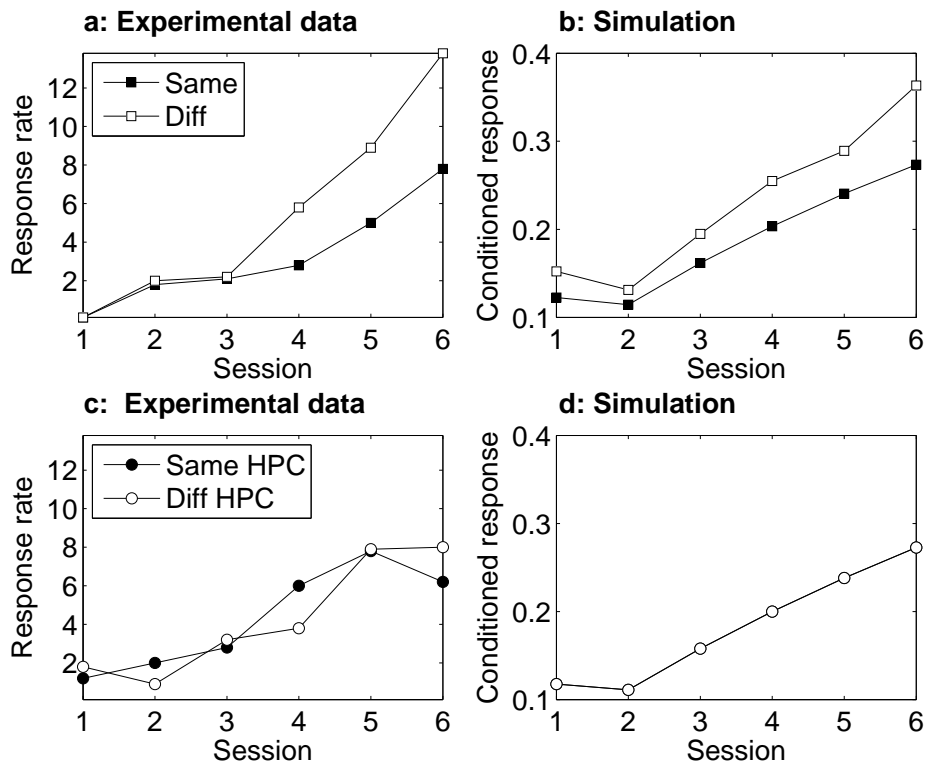 a: Experimental data
Response rate
12
10
8
6
4
2
Same
Diff
1 2 3 4 5 6
Session
b: Simulation
Conditioned response
0.4
0.3
0.2
0.1
1 2 3 4 5 6
Session
c: Experimental data
Response rate
12
10
8
6
4
2
Same HPC
Diff HPC
1 2 3 4 5 6
Session
d: Simulation
Conditioned response
0.4
0.3
0.2
0.1
1 2 3 4 5 6
Session